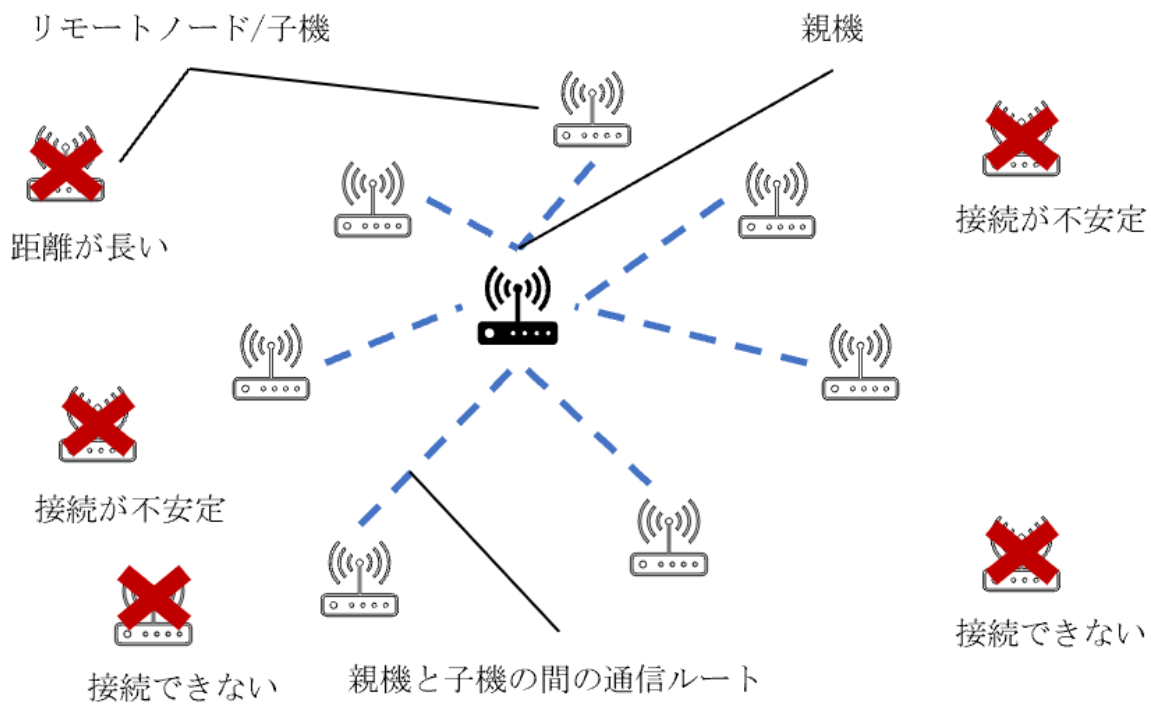 リモートノード/子機
親機
距離が長い
接続が不安定
接続が不安定
接続できない
接続できない
親機と子機の間の通信ルート